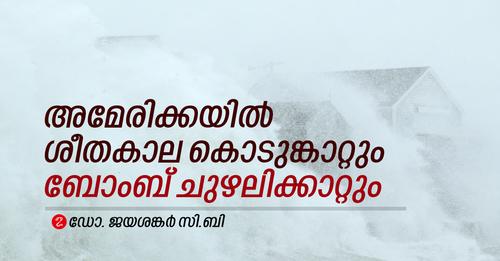 അമേരിക്കയിൽ
ശീതകാല കൊടുങ്കാറ്റും
ബോംബ് ചുഴലിക്കാറ്റും
ഡോ. ജയശങ്കർ സി.ബി